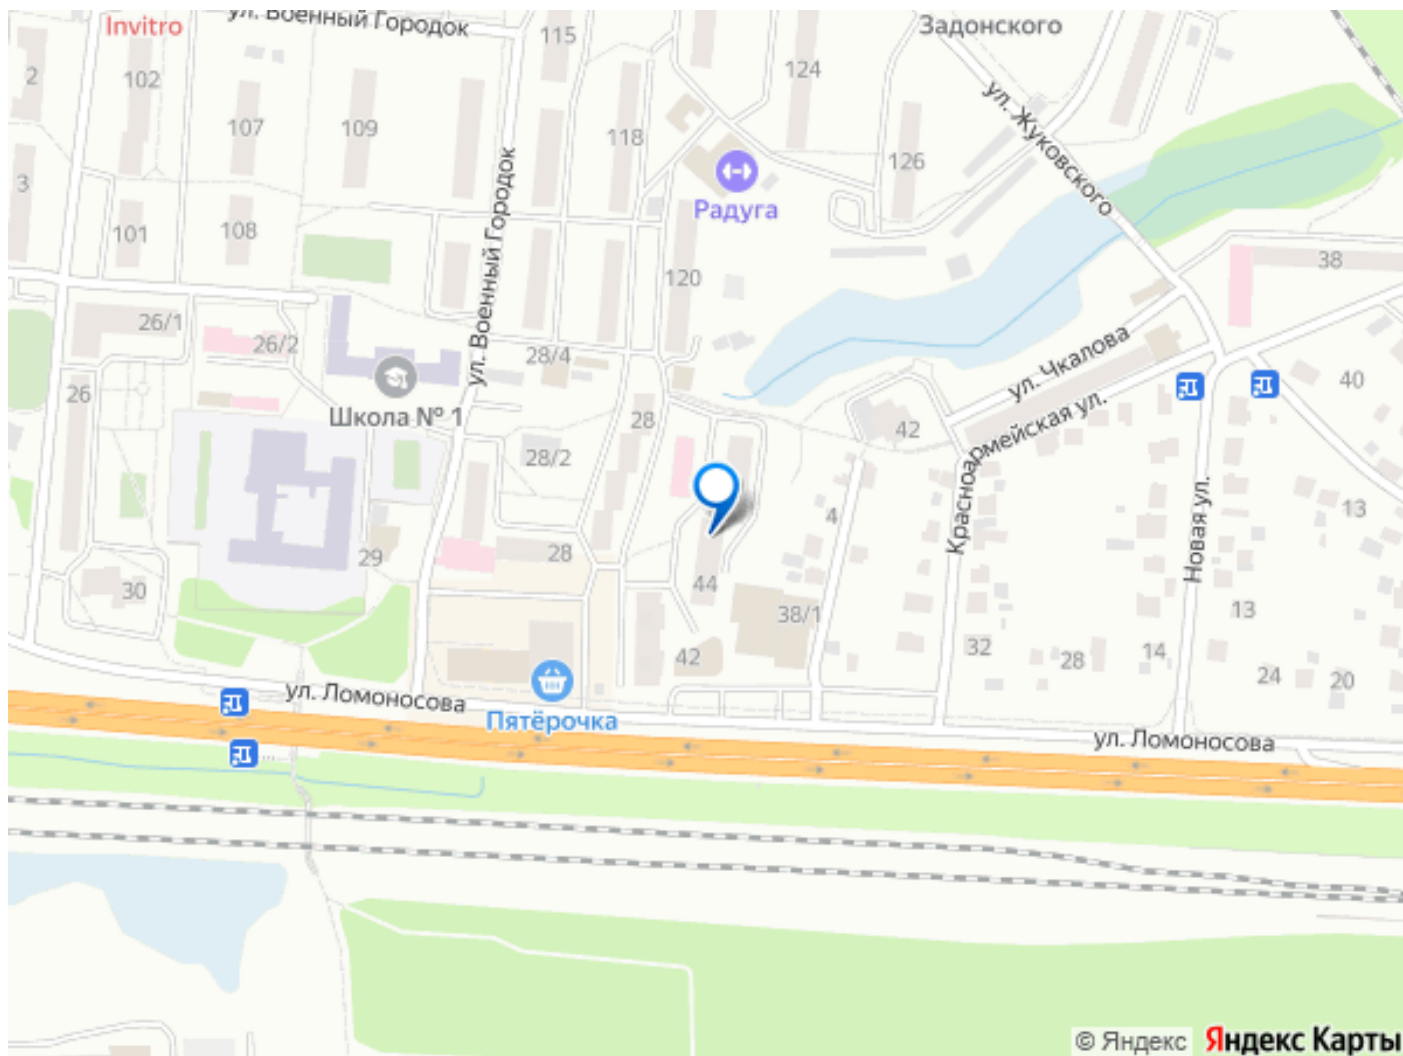 ул. Военный Городок
Invitro
115
Задонского
2
102
124
107
109
118
ул. Жуковского
126
3
Радуга
101
108
ул. Военный Городок
120
38
26/1
26/2
28/4
ул. Чкалова
26
Школа № 1
28
42
Красноармейская ул.
40
28/2
4
13
Новая ул.
29
28
30
44
38/1
13
32
28
14
42
24
20
ул. Ломоносова
Пятёрочка
ул. Ломоносова
© Яндекс Яндекс Карты